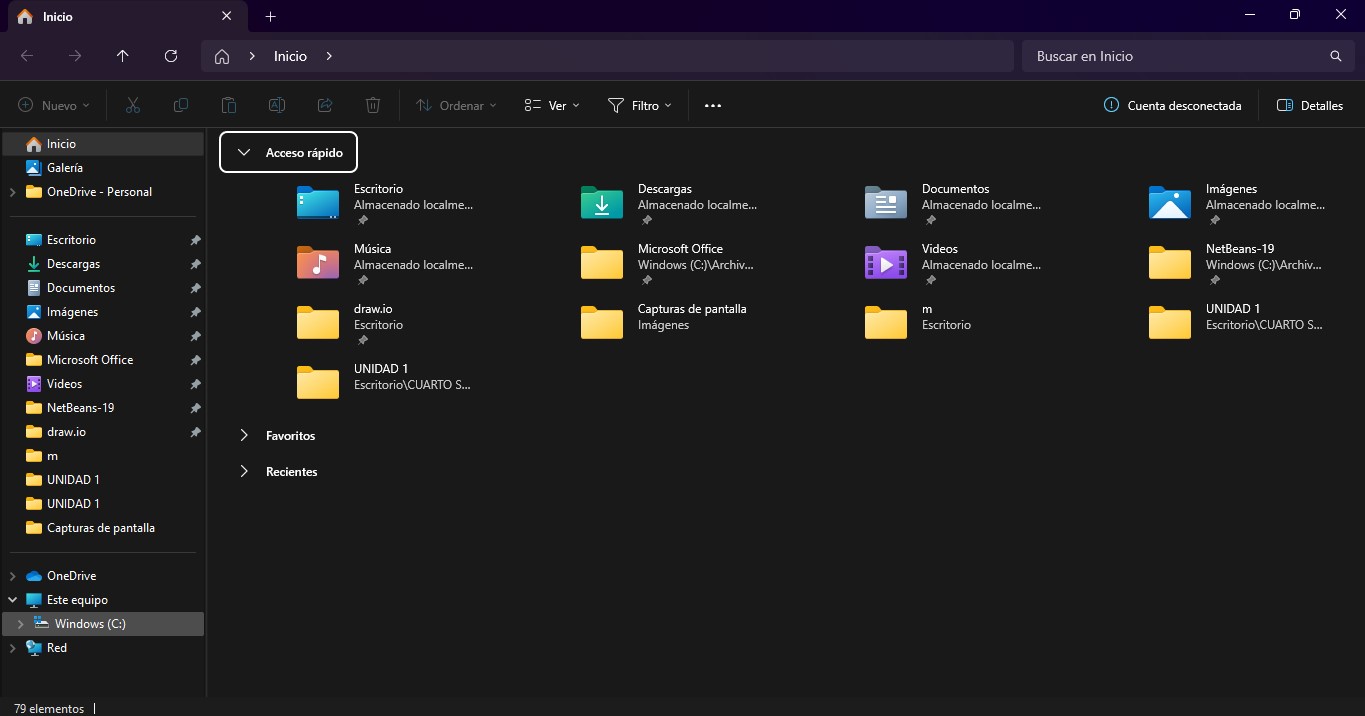 Inicio
Inicio
Buscar en Inicio
Nuevo
Ordenar
Ver
Filtro
Cuenta desconectada
Detalles
Inicio
Galería
OneDrive - Personal
Escritorio
Descargas
Documentos
Imágenes
Música
Microsoft Office
Videos
NetBeans-19
draw.io
m
UNIDAD 1
UNIDAD 1
Capturas de pantalla
OneDrive
Este equipo
Windows (C:)
Red
Acceso rápido
Escritorio
Almacenado localme...
Descargas
Almacenado localme...
Documentos
Almacenado localme...
Imágenes
Almacenado localme...
Música
Almacenado localme...
Microsoft Office
Windows (C:)\Archiv...
Videos
Almacenado localme...
NetBeans-19
Windows (C:)\Archiv...
draw.io
Escritorio
Capturas de pantalla
Imágenes
m
Escritorio
UNIDAD 1
Escritorio\CUARTO S...
UNIDAD 1
Escritorio\CUARTO S...
Favoritos
Recientes
79 elementos